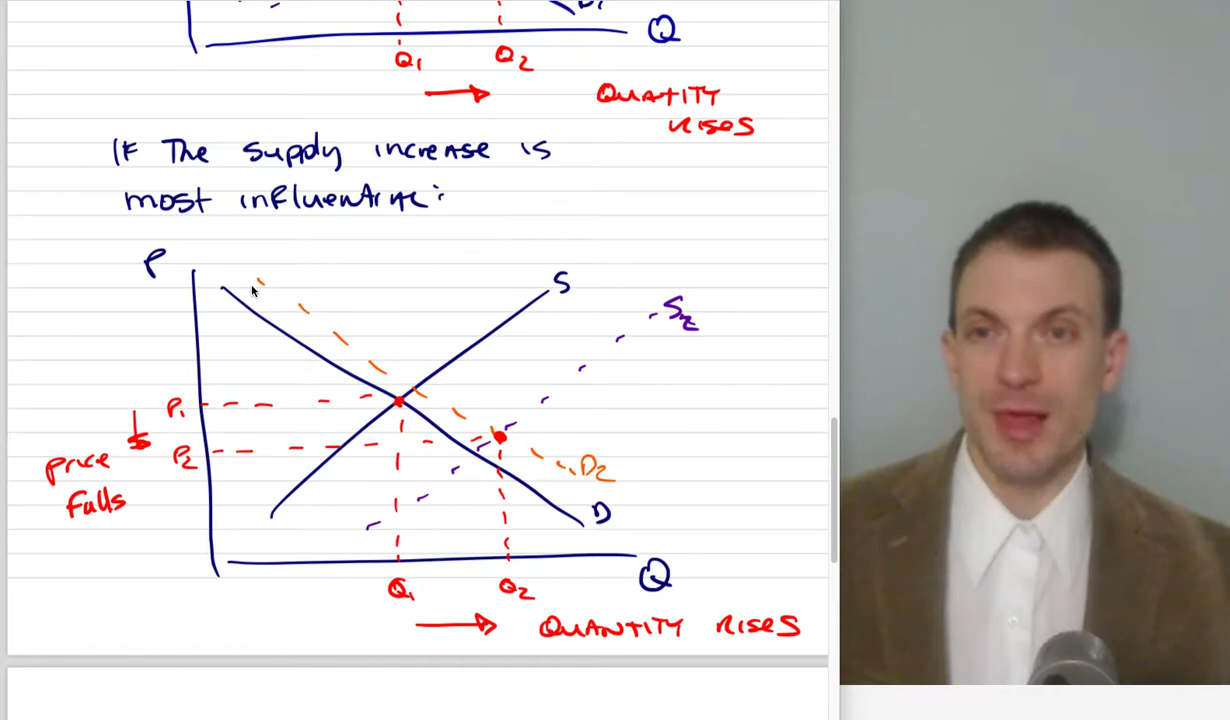 Q
Q1
Q2
QUANTITY
RISES
IF THE supply increase is
most influential:
P
S
S2
P1
P2
price
Falls
D2
D
Q
Q1
Q2
QUANTITY RISES